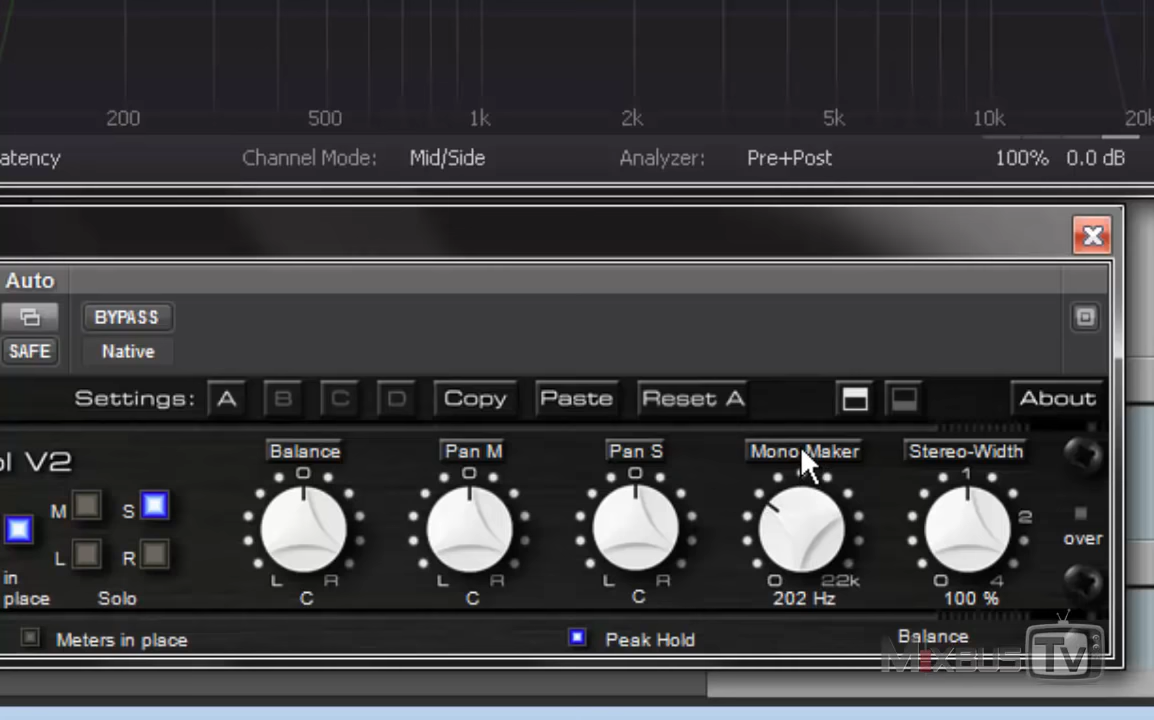 200 500 1k 2k 5k 10k 20k
atency Channel Mode: Mid/Side Analyzer: Pre+Post 100% 0.0 dB
Auto
BYPASS
SAFE Native
Settings: A B C D Copy Paste Reset A About
ol V2
Balance Pan M Pan S Mono Maker Stereo-Width
0 0 0 1
M S 2
L R over
in place Solo
L R L R L R 0 22k 0 4
C C C 202 Hz 100 %
Meters in place Peak Hold Balance
MixBus TV